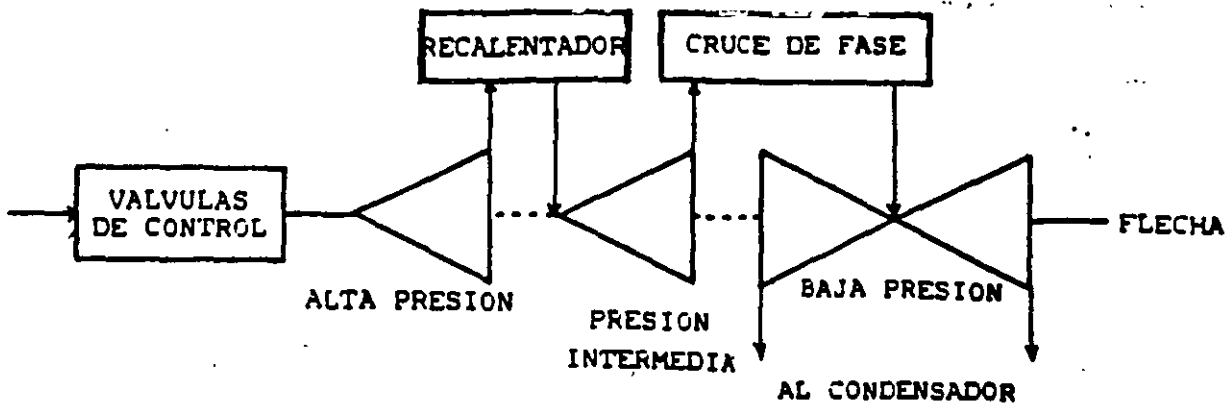 RECALENTADOR
CRUCE DE FASE
VALVULAS
DE CONTROL
FLECHA
ALTA PRESION
BAJA PRESION
PRESION
INTERMEDIA
AL CONDENSADOR